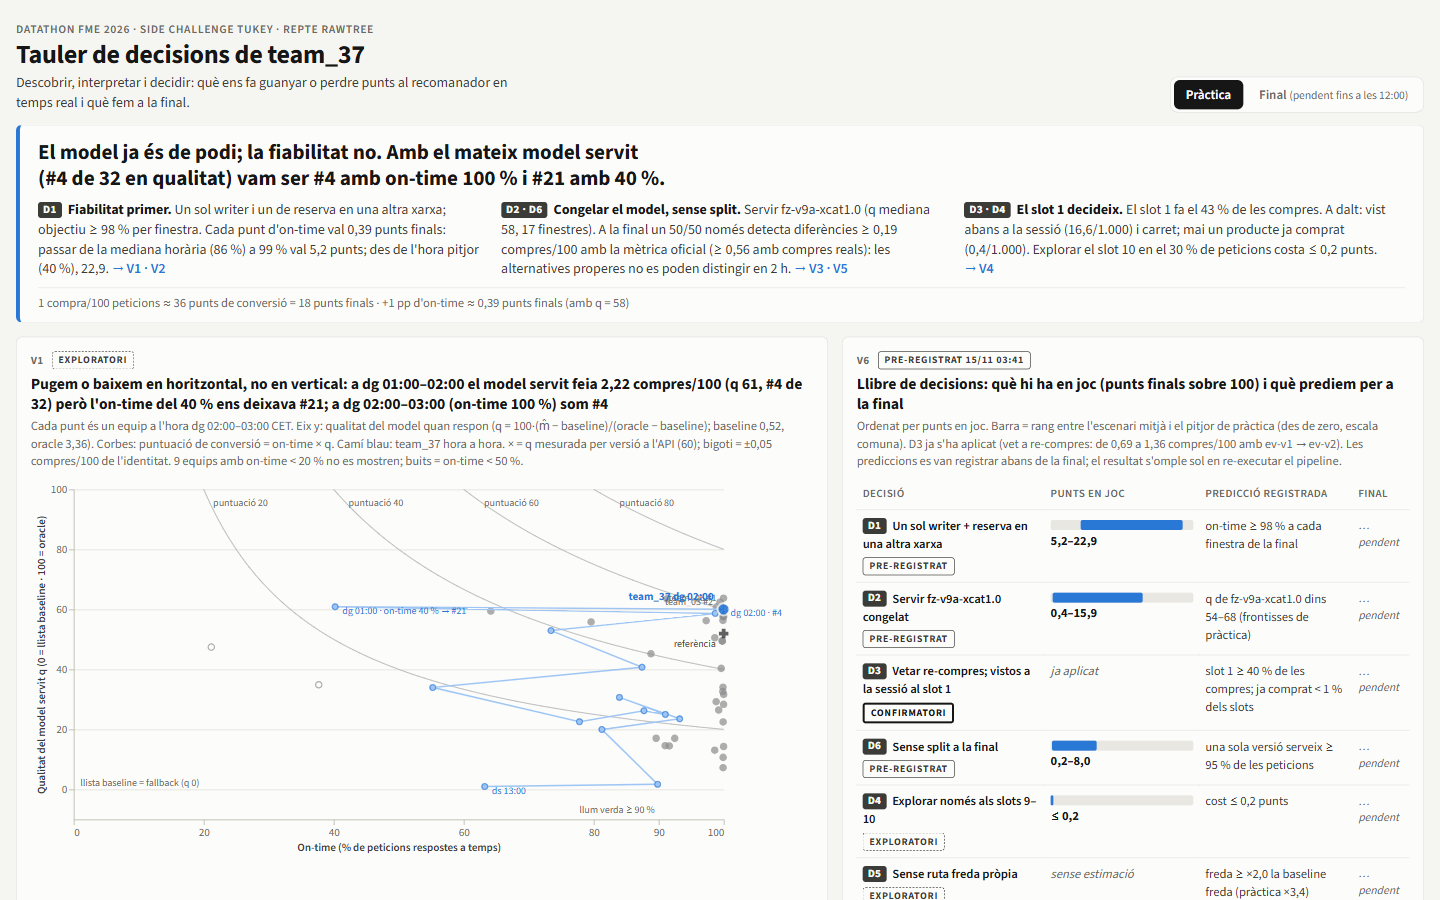 DATATHON FME 2026 · SIDE CHALLENGE TUKEY · REPTE RAWTREE
Tauler de decisions de team_37
Descobrir, interpretar i decidir: què ens fa guanyar o perdre punts al recomanador en
temps real i què fem a la final.
Pràctica
Final (pendent fins a les 12:00)
El model ja és de podi; la fiabilitat no. Amb el mateix model servit
(#4 de 32 en qualitat) vam ser #4 amb on-time 100 % i #21 amb 40 %.
D1 Fiabilitat primer. Un sol writer i un de reserva en una altra xarxa;
objectiu ≥ 98 % per finestra. Cada punt d'on-time val 0,39 punts finals:
passar de la mediana horària (86 %) a 99 % val 5,2 punts; des de l'hora pitjor
(40 %), 22,9. → V1 · V2
D2 · D6 Congelar el model, sense split. Servir fz-v9a-xcat1.0 (q mediana
58, 17 finestres). A la final un 50/50 només detecta diferències ≥ 0,19
compres/100 amb la mètrica oficial (≥ 0,56 amb compres reals): les
alternatives properes no es poden distingir en 2 h. → V3 · V5
D3 · D4 El slot 1 decideix. El slot 1 fa el 43 % de les compres. A dalt: vist
abans a la sessió (16,6/1.000) i carret; mai un producte ja comprat
(0,4/1.000). Explorar el slot 10 en el 30 % de peticions costa ≤ 0,2 punts.
→ V4
1 compra/100 peticions ≈ 36 punts de conversió = 18 punts finals · +1 pp d'on-time ≈ 0,39 punts finals (amb q = 58)
V1 EXPLORATORI
Pugem o baixem en horitzontal, no en vertical: a dg 01:00–02:00 el model servit feia 2,22 compres/100 (q 61, #4 de
32) però l'on-time del 40 % ens deixava #21; a dg 02:00–03:00 (on-time 100 %) som #4
Cada punt és un equip a l'hora dg 02:00–03:00 CET. Eix y: qualitat del model quan respon (q = 100·(m̂ − baseline)/(oracle − baseline); baseline 0,52,
oracle 3,36). Corbes: puntuació de conversió = on-time × q. Camí blau: team_37 hora a hora. × = q mesurada per versió a l'API (60); bigoti = ±0,05
compres/100 de l'identitat. 9 equips amb on-time < 20 % no es mostren; buits = on-time < 50 %.
Qualitat del model servit q (0 = llista baseline · 100 = oracle)
100
80
60
40
20
0
puntuació 20
puntuació 40
puntuació 60
puntuació 80
dg 01:00 · on-time 40 % → #21
team_37 dg 02:00
dg 02:00 · #4
referència
llista baseline = fallback (q 0)
ds 13:00
llum verda ≥ 90 %
0
20
40
60
80
90
100
On-time (% de peticions respostes a temps)
V6 PRE-REGISTRAT 15/11 03:41
Llibre de decisions: què hi ha en joc (punts finals sobre 100) i què prediem per a
la final
Ordenat per punts en joc. Barra = rang entre l'escenari mitjà i el pitjor de pràctica (des de zero, escala
comuna). D3 ja s'ha aplicat (vet a re-compres: de 0,69 a 1,36 compres/100 amb ev-v1 → ev-v2). Les
prediccions es van registrar abans de la final; el resultat s'omple sol en re-executar el pipeline.
DECISIÓ
PUNTS EN JOC
PREDICCIÓ REGISTRADA
FINAL
D1 Un sol writer + reserva en
una altra xarxa
PRE-REGISTRAT
5,2–22,9
on-time ≥ 98 % a cada
finestra de la final
…
pendent
D2 Servir fz-v9a-xcat1.0
congelat
PRE-REGISTRAT
0,4–15,9
q de fz-v9a-xcat1.0 dins
54–68 (frontisses de
pràctica)
…
pendent
D3 Vetar re-compres; vistos a
la sessió al slot 1
CONFIRMATORI
ja aplicat
slot 1 ≥ 40 % de les
compres; ja comprat < 1 %
dels slots
…
pendent
D6 Sense split a la final
PRE-REGISTRAT
0,2–8,0
una sola versió serveix ≥
95 % de les peticions
…
pendent
D4 Explorar només als slots 9–
10
EXPLORATORI
≤ 0,2
cost ≤ 0,2 punts
…
pendent
D5 Sense ruta freda pròpia
EXPLORATORI
sense estimació
freda ≥ ×2,0 la baseline
freda (pràctica ×3,4)
…
pendent